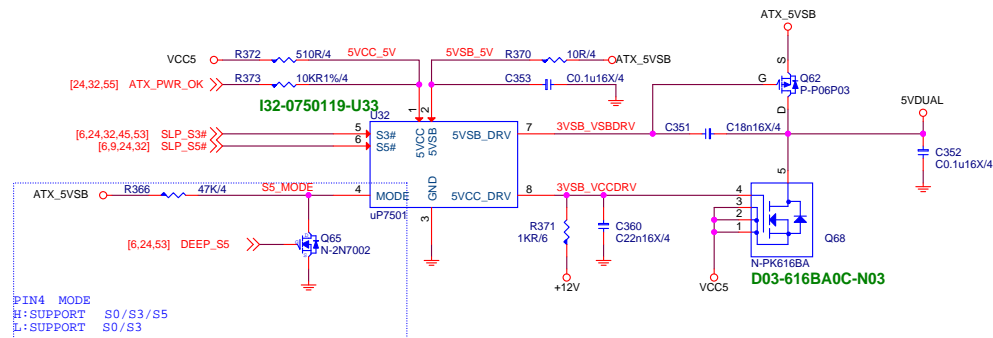 ATX_5VSB
VCC5 R372 510R/4 5VCC_5V 5VSB_5V R370 10R/4 ATX_5VSB
S
[24,32,55] ATX_PWR_OK R373 10KR1%/4 C353 C0.1u16X/4 G Q62
P-P06P03
I32-0750119-U33 D
U32 1 2 5VDUAL
[6,24,32,45,53] SLP_S3# 5 S3# 5VCC 5VSB 5VSB_DRV 7 3VSB_VSBDRV C351 C18n16X/4
[6,9,24,32] SLP_S5# 6 S5#
C352
C0.1u16X/4
5
ATX_5VSB R366 47K/4 S5_MODE 4 MODE GND 5VCC_DRV 8 3VSB_VCCDRV 4
uP7501 3
3
2
1
R371
1KR/6
C360
C22n16X/4
Q65
N-2N7002
[6,24,53] DEEP_S5
Q68
N-PK616BA
D03-616BA0C-N03
+12V VCC5
PIN4 MODE
H:SUPPORT S0/S3/S5
L:SUPPORT S0/S3